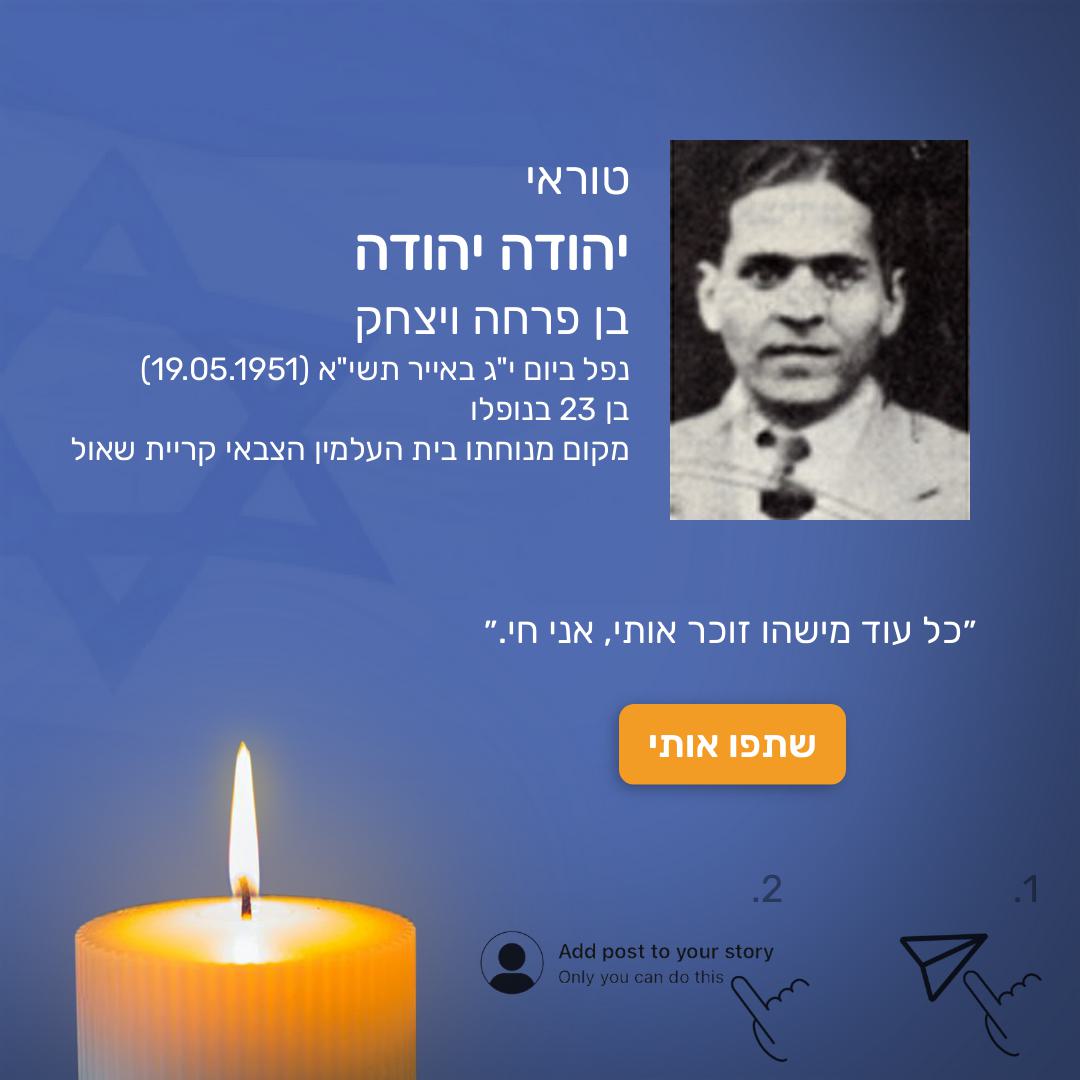 טוראי
יהודה יהודה
בן פרחה ויצחק
נפל ביום י"ג באייר תשי"א (19.05.1951)
בן 23 בנופלו
מקום מנוחתו בית העלמין הצבאי קריית שאול
״כל עוד מישהו זוכר אותי, אני חי.״
שתפו אותי
.1
.2
Add post to your story
Only you can do this